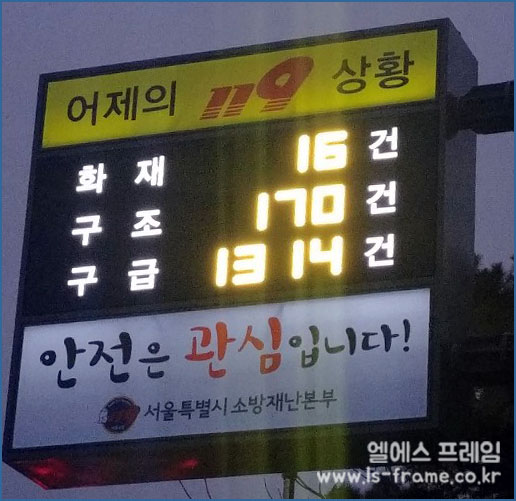 어제의 119 상황
화재 16 건
구조 170 건
구급 1314 건
안전은 관심입니다!
서울특별시 소방재난본부
엘에스 프레임
www.ls-frame.co.kr